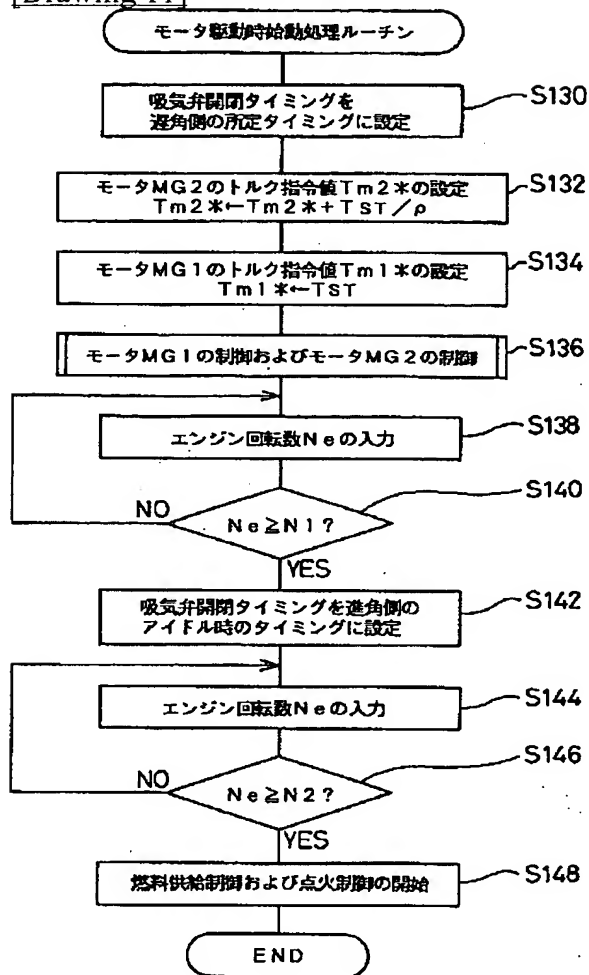 [Drawing 11]
モータ駆動時始動処理ルーチン
吸気弁開閉タイミングを
遅角側の所定タイミングに設定
S130
モータMG2のトルク指令値Tm2*の設定
Tm2*←Tm2*+TST/ρ
S132
モータMG1のトルク指令値Tm1*の設定
Tm1*←TST
S134
モータMG1の制御およびモータMG2の制御
S136
エンジン回転数Neの入力
S138
Ne≧N1?
S140
NO
YES
吸気弁開閉タイミングを進角側の
アイドル時のタイミングに設定
S142
エンジン回転数Neの入力
S144
Ne≧N2?
S146
NO
YES
燃料供給制御および点火制御の開始
S148
END